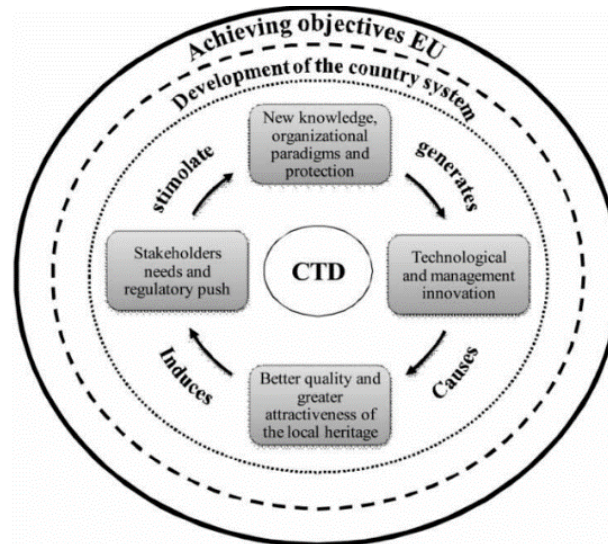 Achieving objectives EU
Development of the country system
New knowledge,
organizational
paradigms and
protection
stimolate
generates
Stakeholders
needs and
regulatory push
CTD
Technological
and management
innovation
Induces
Causes
Better quality and
greater
attractiveness of
the local heritage